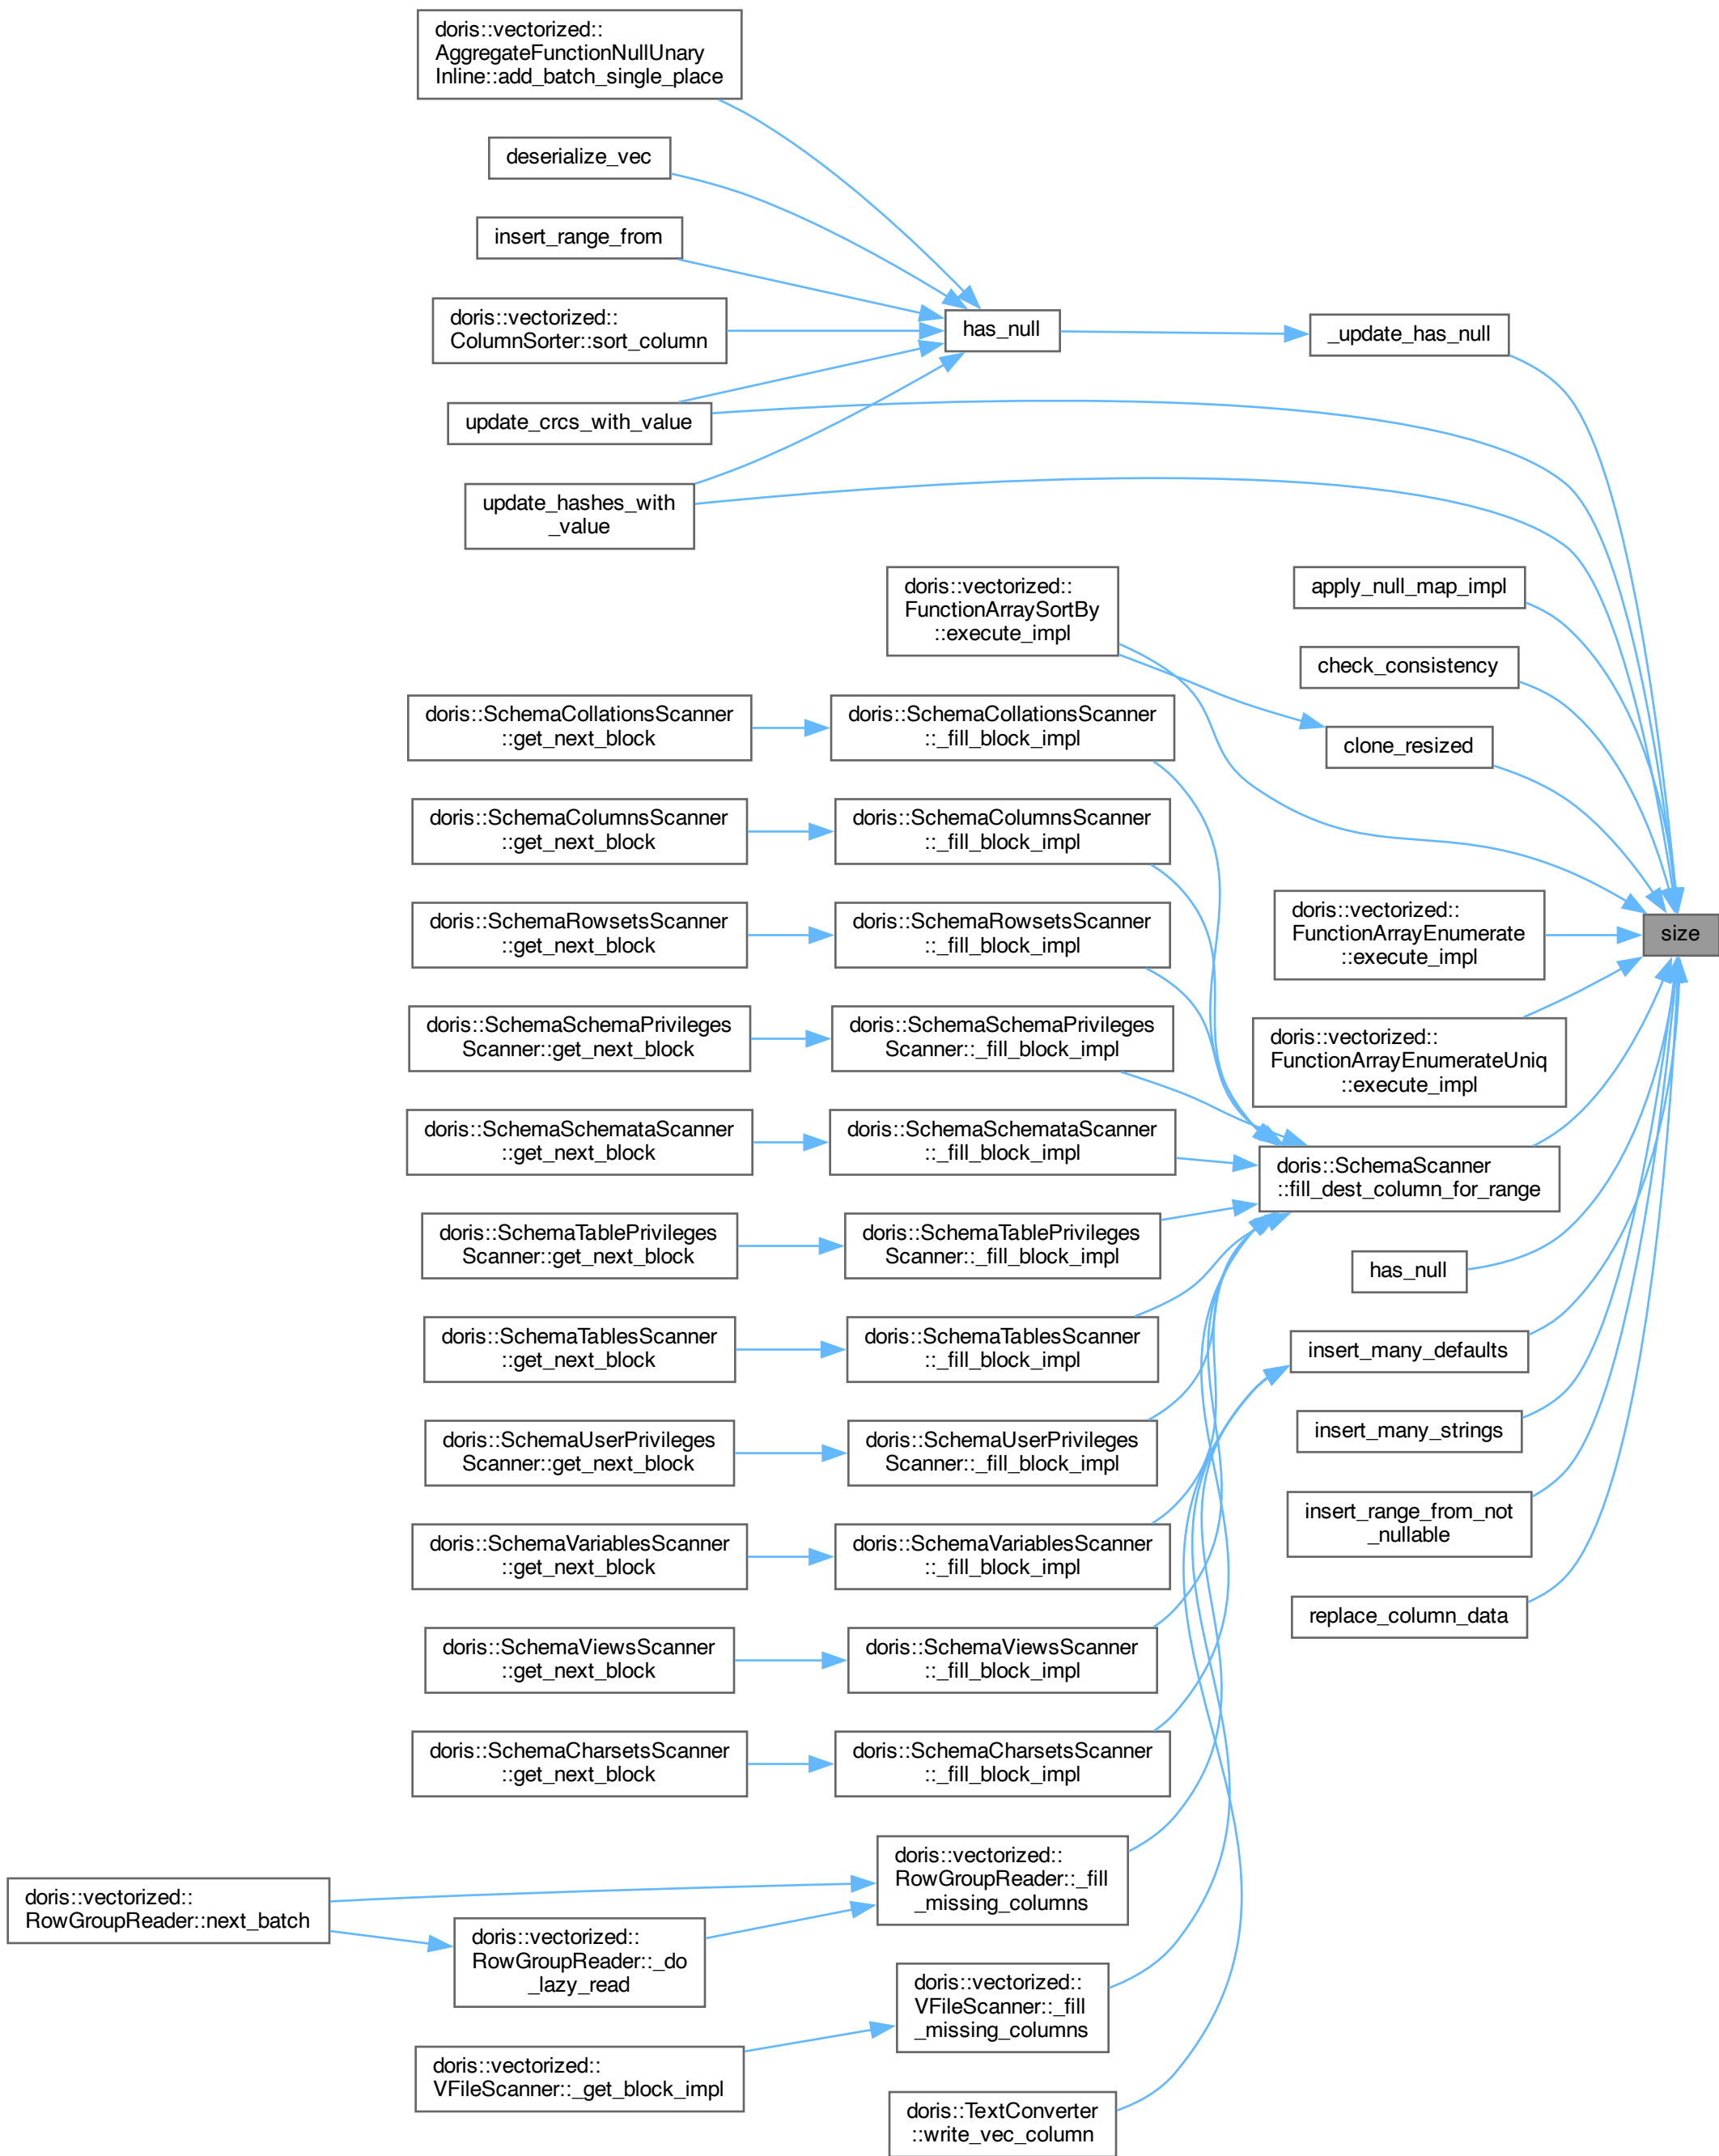 doris::vectorized::
AggregateFunctionNullUnary
Inline::add_batch_single_place
deserialize_vec
insert_range_from
doris::vectorized::
ColumnSorter::sort_column
has_null
_update_has_null
update_crcs_with_value
update_hashes_with
_value
doris::vectorized::
FunctionArraySortBy
::execute_impl
apply_null_map_impl
check_consistency
clone_resized
doris::SchemaCollationsScanner
::get_next_block
doris::SchemaCollationsScanner
::_fill_block_impl
doris::SchemaColumnsScanner
::get_next_block
doris::SchemaColumnsScanner
::_fill_block_impl
doris::SchemaRowsetsScanner
::get_next_block
doris::SchemaRowsetsScanner
::_fill_block_impl
doris::vectorized::
FunctionArrayEnumerate
::execute_impl
size
doris::SchemaSchemaPrivileges
Scanner::get_next_block
doris::SchemaSchemaPrivileges
Scanner::_fill_block_impl
doris::vectorized::
FunctionArrayEnumerateUniq
::execute_impl
doris::SchemaSchemataScanner
::get_next_block
doris::SchemaSchemataScanner
::_fill_block_impl
doris::SchemaScanner
::fill_dest_column_for_range
doris::SchemaTablePrivileges
Scanner::get_next_block
doris::SchemaTablePrivileges
Scanner::_fill_block_impl
has_null
doris::SchemaTablesScanner
::get_next_block
doris::SchemaTablesScanner
::_fill_block_impl
insert_many_defaults
doris::SchemaUserPrivileges
Scanner::get_next_block
doris::SchemaUserPrivileges
Scanner::_fill_block_impl
insert_many_strings
doris::SchemaVariablesScanner
::get_next_block
doris::SchemaVariablesScanner
::_fill_block_impl
insert_range_from_not
_nullable
doris::SchemaViewsScanner
::get_next_block
doris::SchemaViewsScanner
::_fill_block_impl
replace_column_data
doris::SchemaCharsetsScanner
::get_next_block
doris::SchemaCharsetsScanner
::_fill_block_impl
doris::vectorized::
RowGroupReader::next_batch
doris::vectorized::
RowGroupReader::_do
_lazy_read
doris::vectorized::
RowGroupReader::_fill
_missing_columns
doris::vectorized::
VFileScanner::_fill
_missing_columns
doris::vectorized::
VFileScanner::_get_block_impl
doris::TextConverter
::write_vec_column